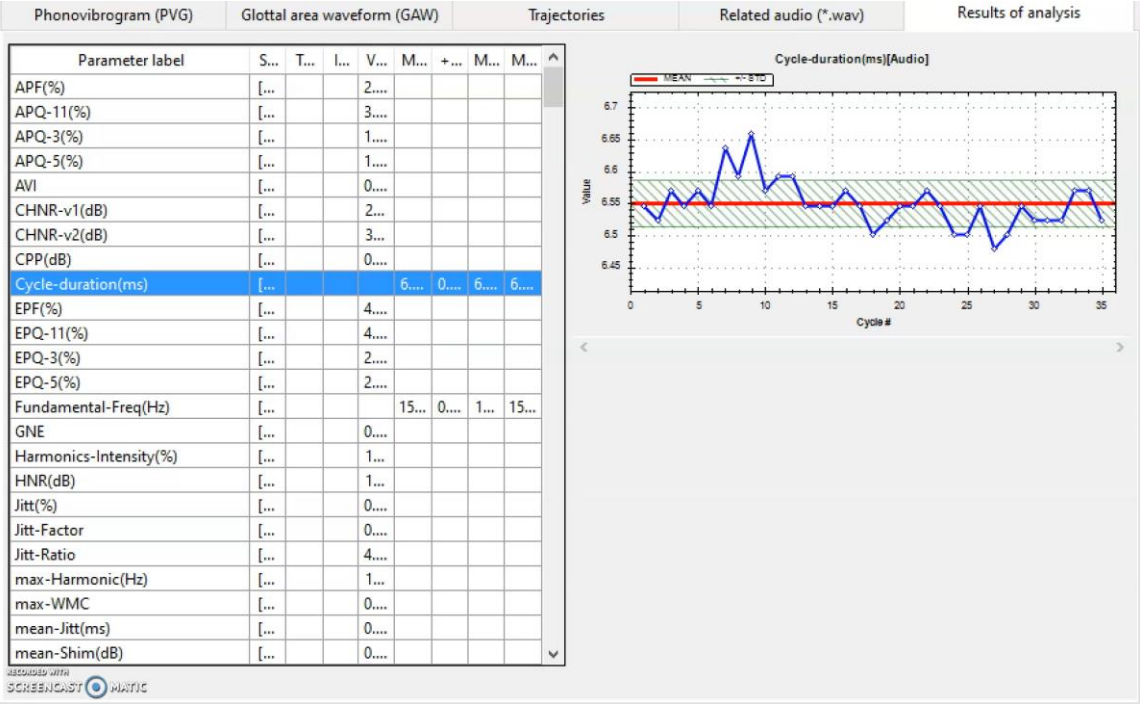 Phonovibrogram (PVG) Glottal area waveform (GAW) Trajectories Related audio (*.wav) Results of analysis
Parameter label S... T... I... V... M... +... M... M...
APF(%) [... 2....
APQ-11(%) [... 3....
APQ-3(%) [... 1....
APQ-5(%) [... 1....
AVI [... 0....
CHNR-v1(dB) [... 2...
CHNR-v2(dB) [... 3...
CPP(dB) [... 0....
Cycle-duration(ms) [... 6.... 0.... 6.... 6....
EPF(%) [... 4....
EPQ-11(%) [... 4....
EPQ-3(%) [... 2....
EPQ-5(%) [... 2....
Fundamental-Freq(Hz) [... 15... 0.... 1... 15...
GNE [... 0....
Harmonics-Intensity(%) [... 1...
HNR(dB) [... 1...
Jitt(%) [... 0....
Jitt-Factor [... 0....
Jitt-Ratio [... 4....
max-Harmonic(Hz) [... 1...
max-WMC [... 0....
mean-Jitt(ms) [... 0....
mean-Shim(dB) [... 0....
Cycle-duration(ms)[Audio]
MEAN +/- STD
6.7
6.65
6.6
6.55
6.5
6.45
Value
0 5 10 15 20 25 30 35
Cycle #
RECORDED WITH
SCREENCAST MATIC